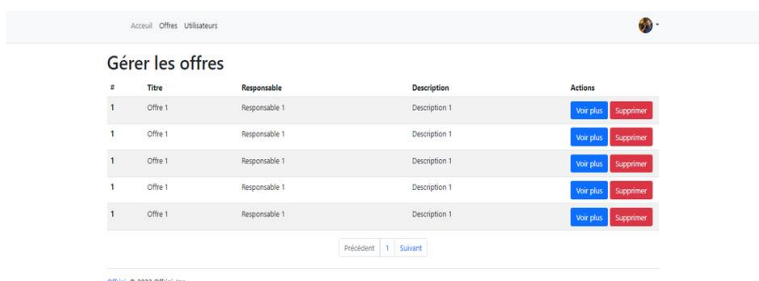 Acceuil Offres Utilisateurs
Gérer les offres
# Titre Responsable Description Actions
1 Offre 1 Responsable 1 Description 1 Voir plus Supprimer
1 Offre 1 Responsable 1 Description 1 Voir plus Supprimer
1 Offre 1 Responsable 1 Description 1 Voir plus Supprimer
1 Offre 1 Responsable 1 Description 1 Voir plus Supprimer
1 Offre 1 Responsable 1 Description 1 Voir plus Supprimer
Précédent 1 Suivant